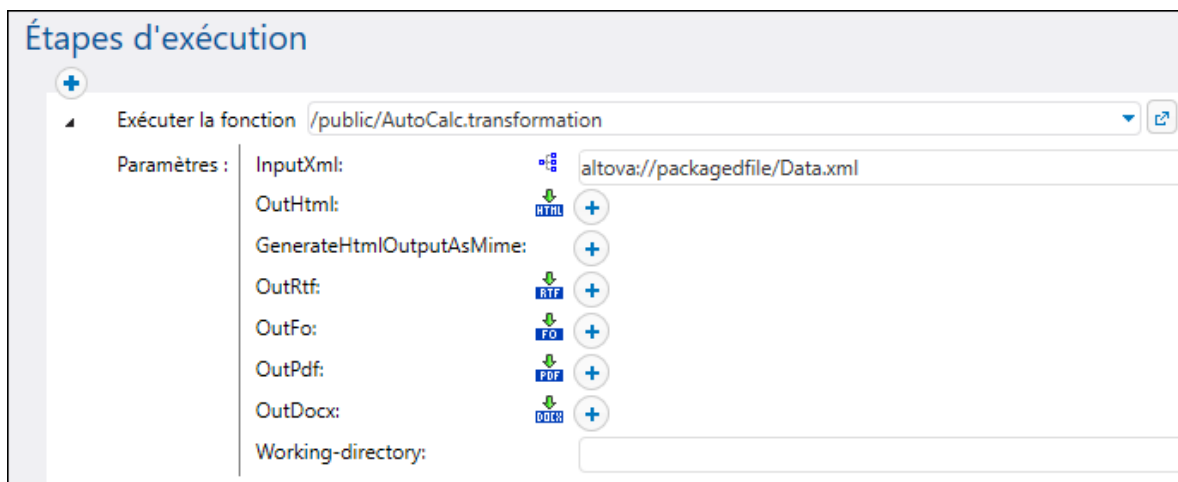 Étapes d'exécution
Exécuter la fonction /public/AutoCalc.transformation
Paramètres : InputXml: altova://packagedfile/Data.xml
OutHtml: HTML
GenerateHtmlOutputAsMime:
OutRtf: RTF
OutFo: FO
OutPdf: PDF
OutDocx: DOCX
Working-directory: